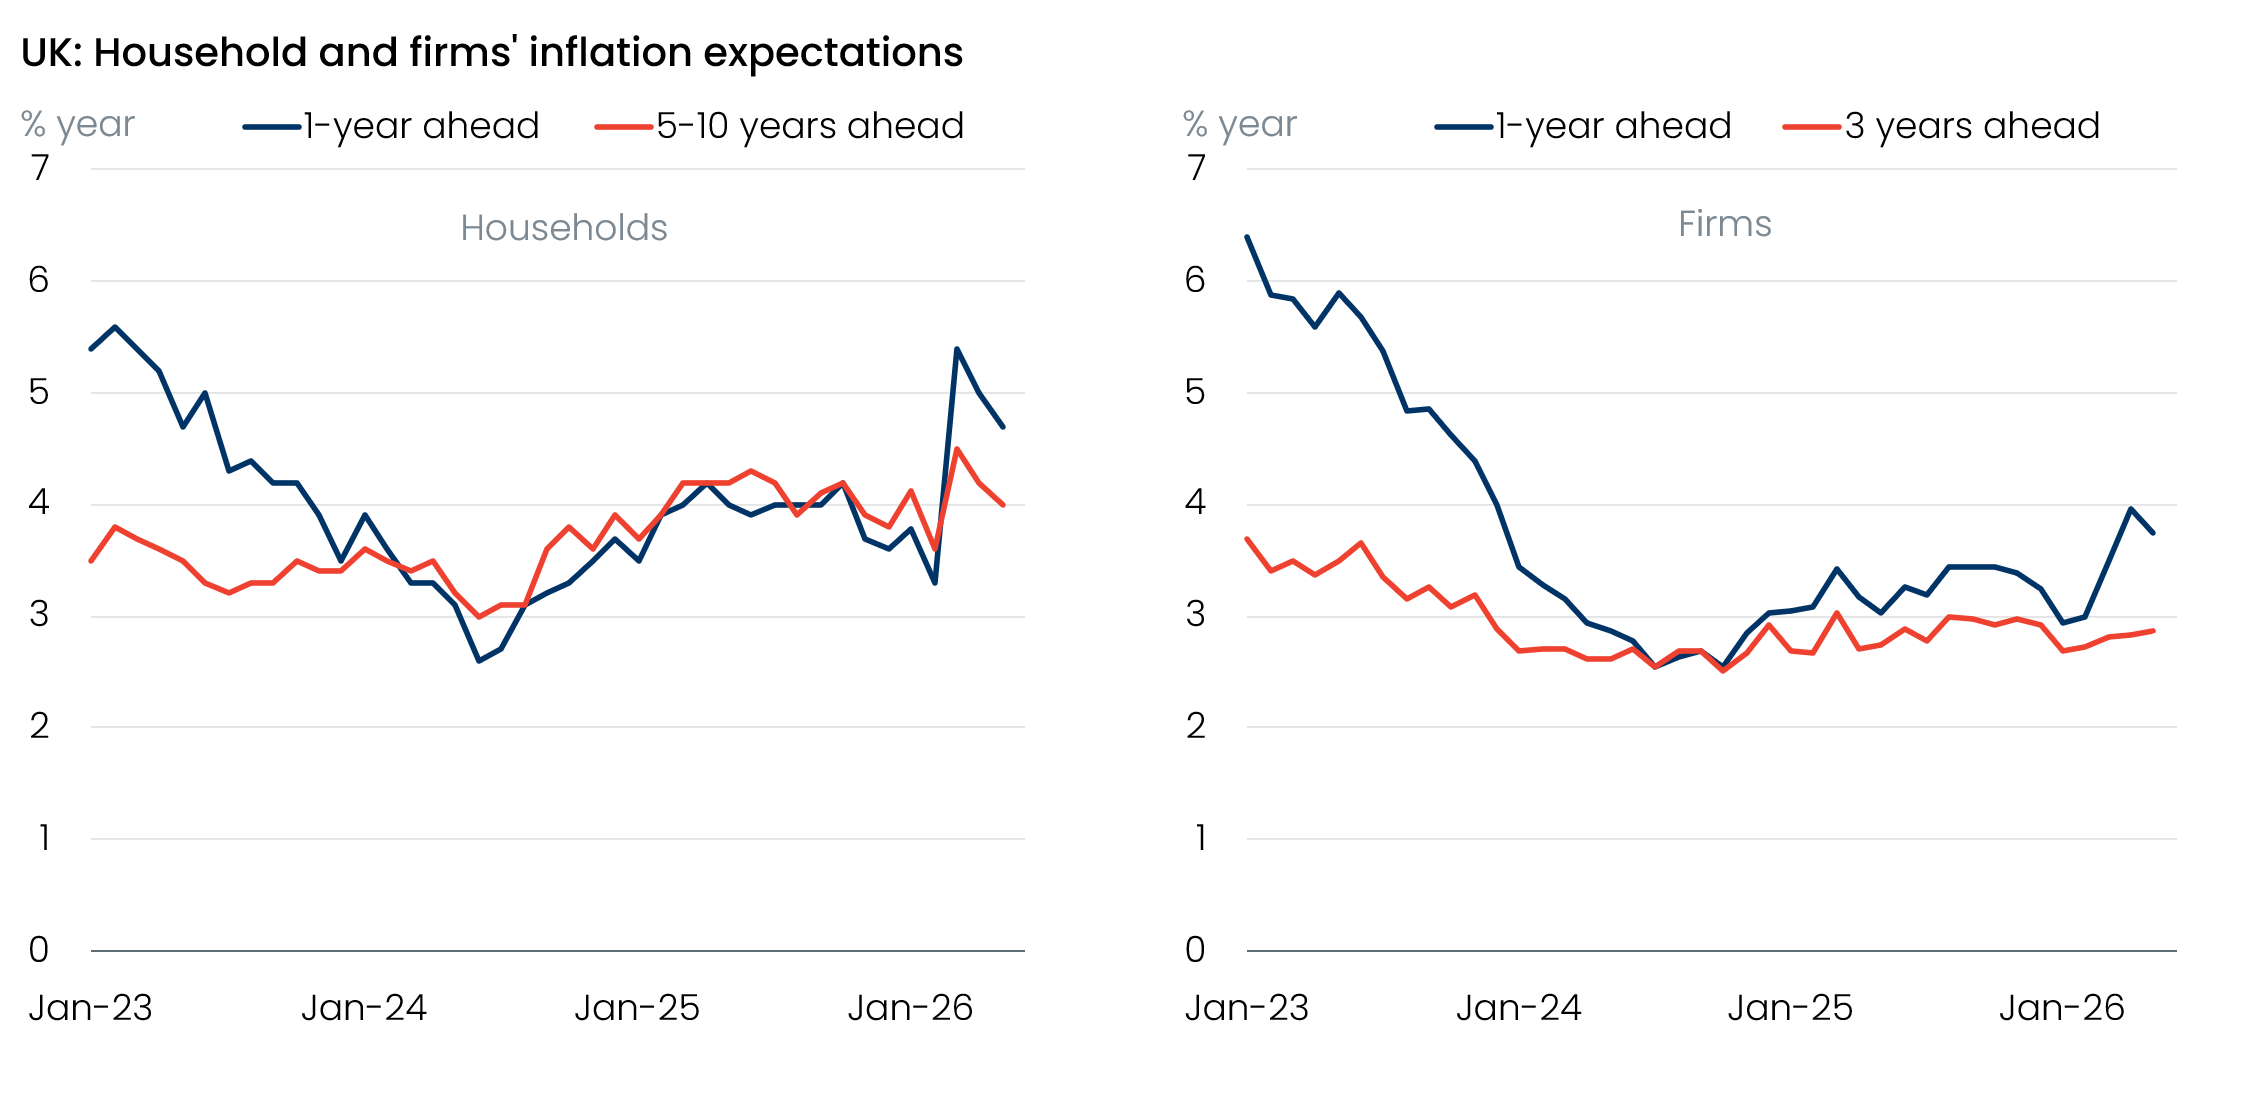 UK: Household and firms' inflation expectations
% year
1-year ahead
5-10 years ahead
7
6
5
4
3
2
1
0
Households
Jan-23
Jan-24
Jan-25
Jan-26
% year
1-year ahead
3 years ahead
7
6
5
4
3
2
1
0
Firms
Jan-23
Jan-24
Jan-25
Jan-26